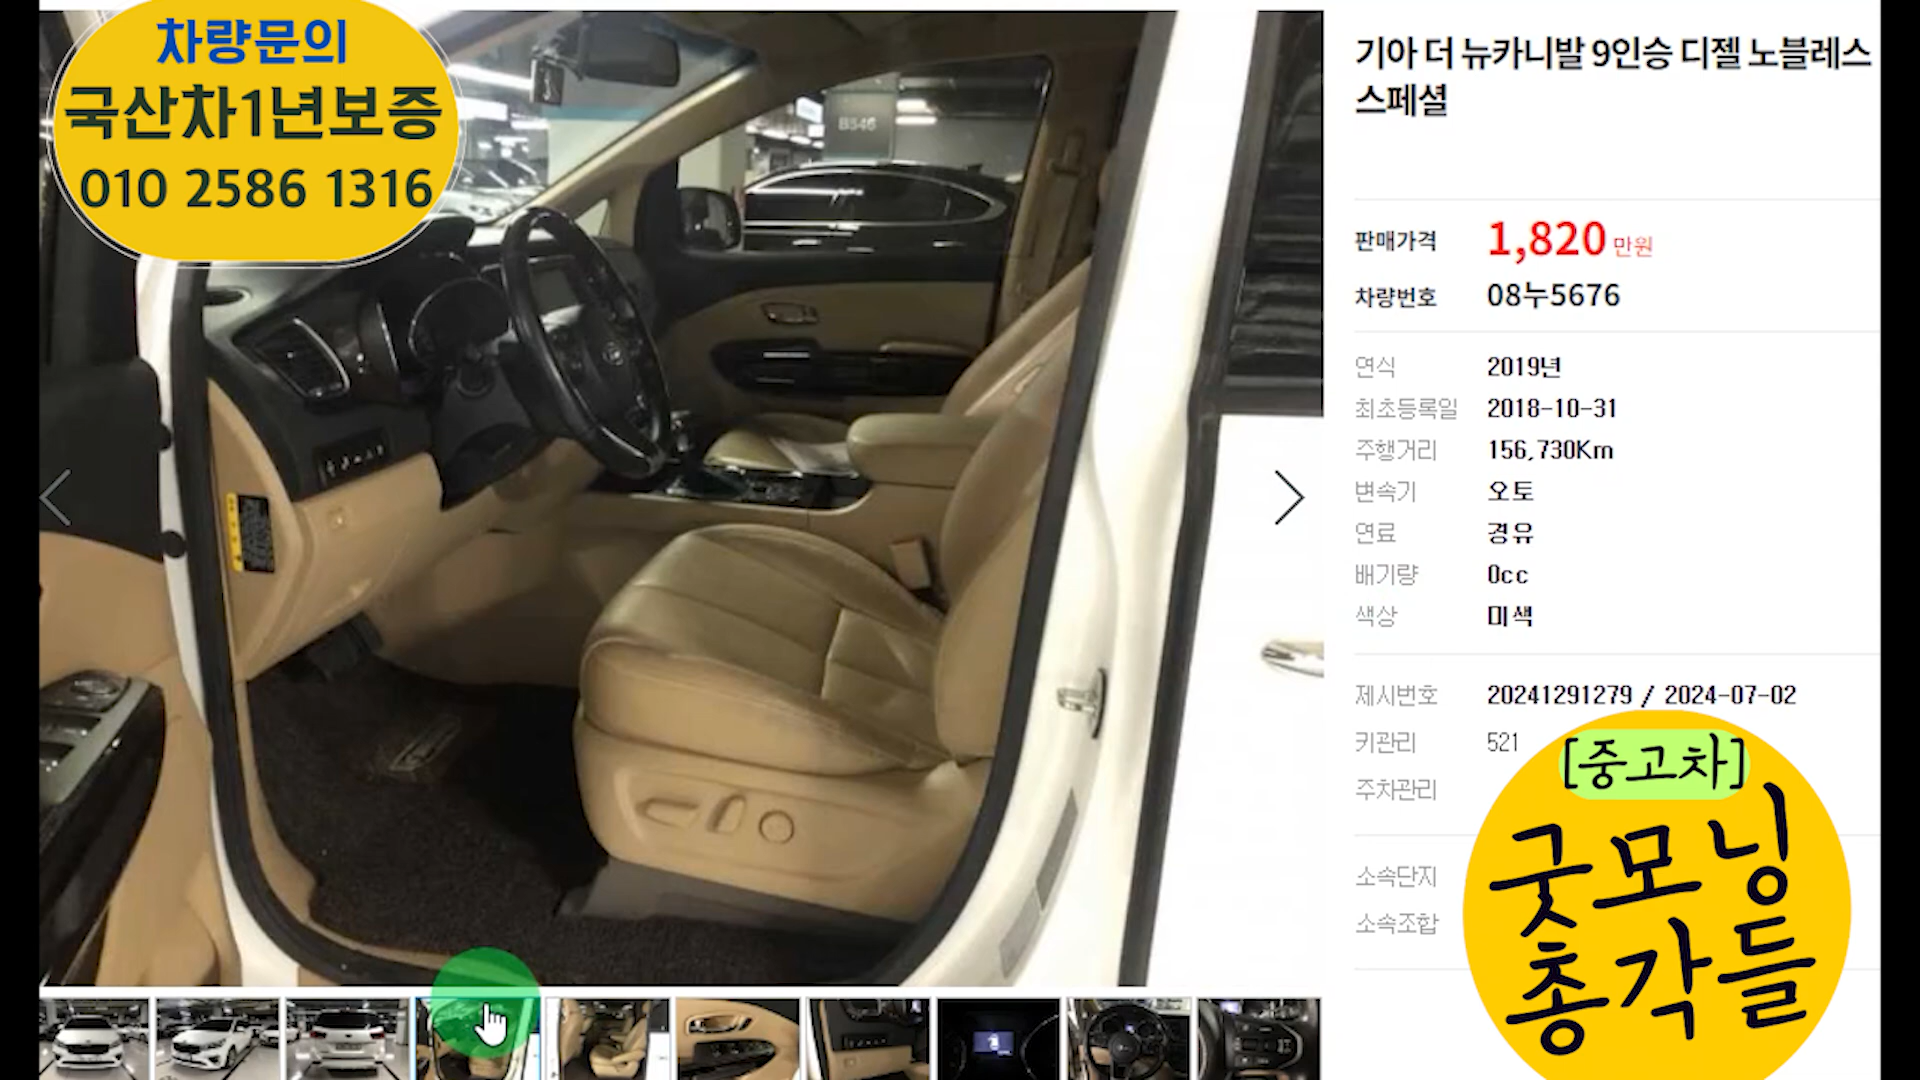 차량문의
국산차1년보증
010 2586 1316
B546
기아 더 뉴카니발 9인승 디젤 노블레스
스페셜
판매가격 1,820 만원
차량번호 08누5676
연식 2019년
최초등록일 2018-10-31
주행거리 156,730Km
변속기 오토
연료 경유
배기량 0cc
색상 미색
제시번호 20241291279 / 2024-07-02
키관리 521
주차관리
소속단지
소속조합
[중고차]
굿모닝
총각들